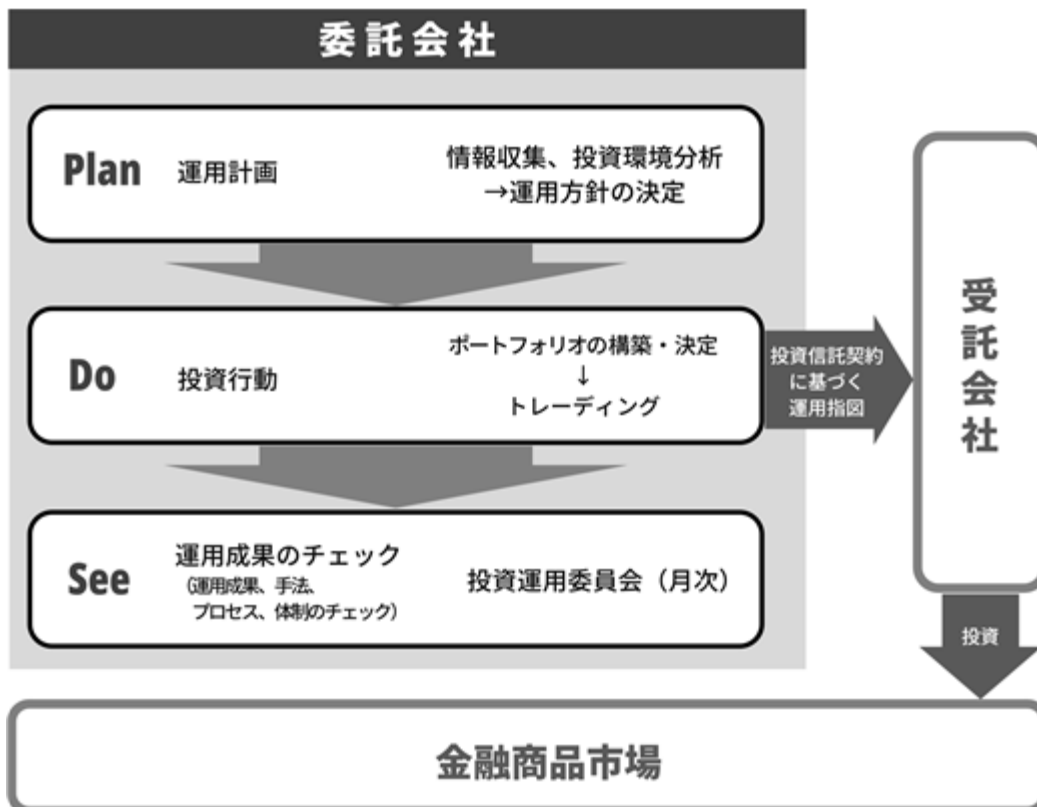 委託会社
Plan 運用計画
情報収集、投資環境分析
→運用方針の決定
Do 投資行動
ポートフォリオの構築・決定
↓
トレーディング
投資信託契約
に基づく
運用指図
受託会社
See 運用成果のチェック
(運用成果、手法、
プロセス、体制のチェック)
投資運用委員会（月次）
投資
金融商品市場